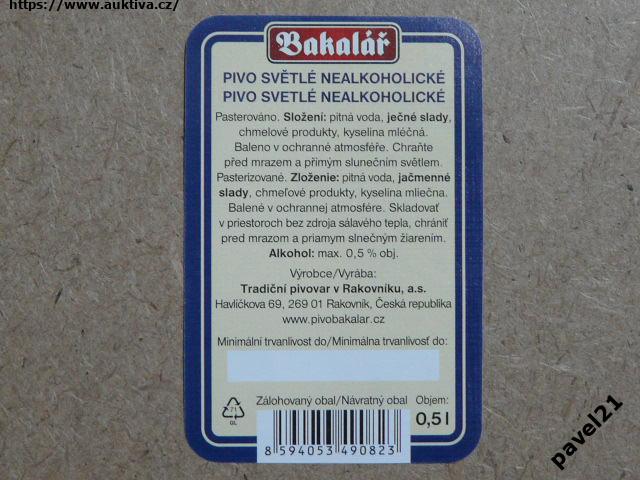 https://www.auktiva.cz/
Bakalář
PIVO SVĚTLÉ NEALKOHOLICKÉ
PIVO SVETLÉ NEALKOHOLICKÉ
Pasterováno. Složení: pitná voda, ječné slady,
chmelové produkty, kyselina mléčná.
Baleno v ochranné atmosféře. Chraňte
před mrazem a přímým slunečním světlem.
Pasterizované. Zloženie: pitná voda, jačmenné
slady, chmeľové produkty, kyselina mliečna.
Balené v ochrannej atmosfére. Skladovať
v priestoroch bez zdroja sálavého tepla, chrániť
pred mrazom a priamym slnečným žiarením.
Alkohol: max. 0,5 % obj.
Výrobce/Vyrába:
Tradiční pivovar v Rakovníku, a.s.
Havlíčkova 69, 269 01 Rakovník, Česká republika
www.pivobakalar.cz
Minimální trvanlivost do/Minimálna trvanlivosť do:
Zálohovaný obal/Návratný obal Objem:
71
GL
0,5 l
8 594053 490823
pavel21